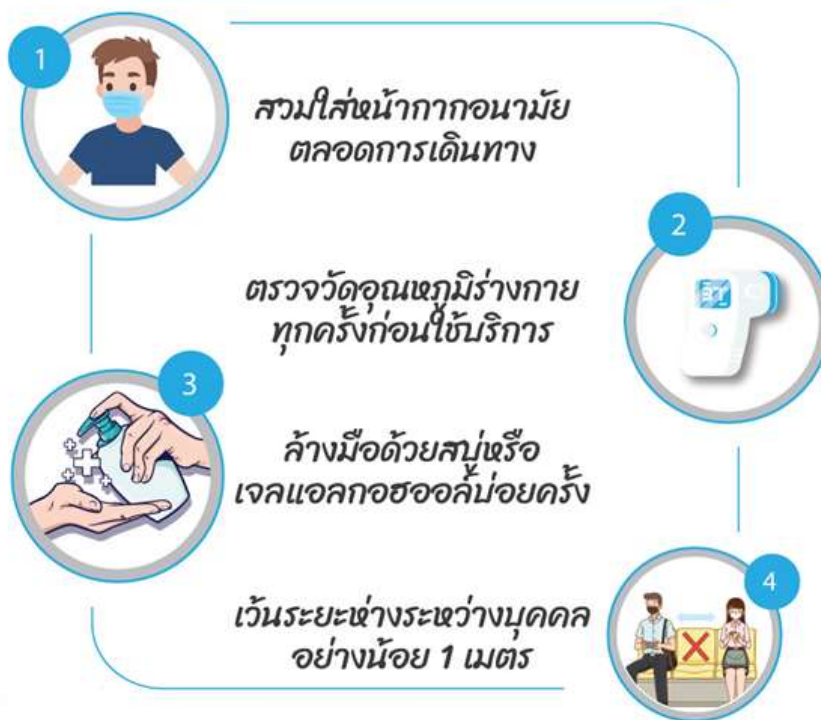 1
สวมใส่หน้ากากอนามัย
ตลอดการเดินทาง
2
ตรวจวัดอุณหภูมิร่างกาย
ทุกครั้งก่อนใช้บริการ
3
ล้างมือด้วยสบู่หรือ
เจลแอลกอฮออล์บ่อยครั้ง
4
เว้นระยะห่างระหว่างบุคคล
อย่างน้อย 1 เมตร